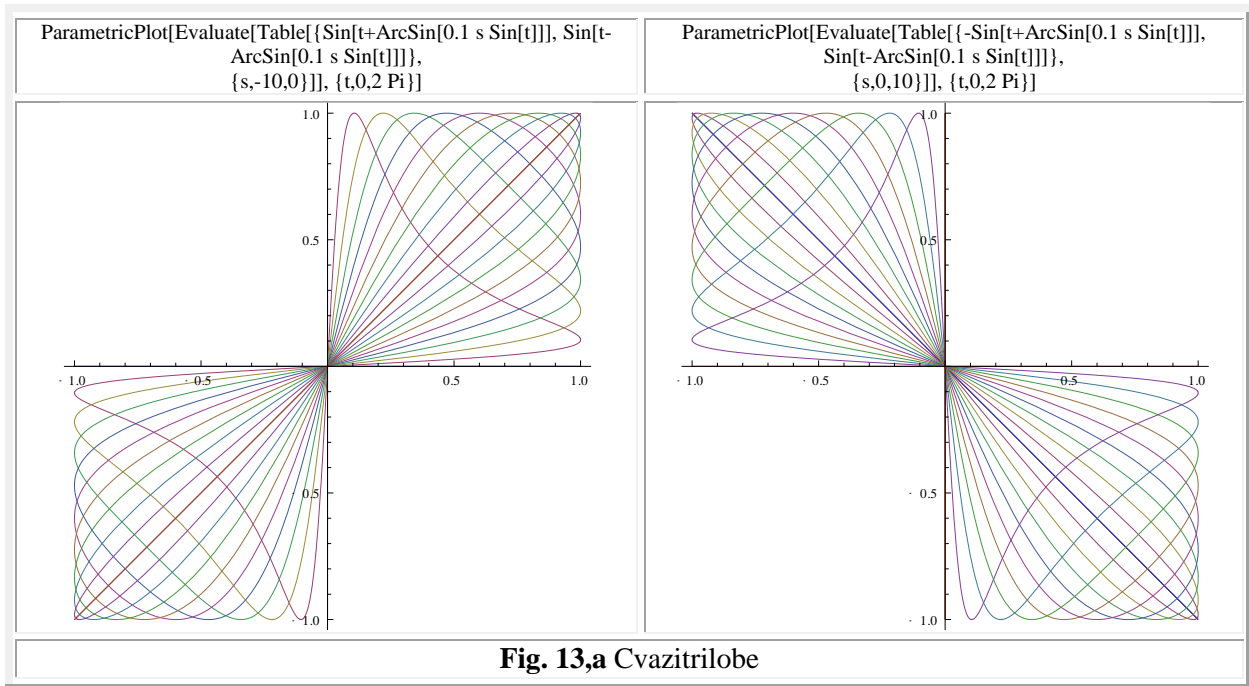 ParametricPlot[Evaluate[Table[{Sin[t+ArcSin[0.1 s Sin[t]]], Sin[t-
ArcSin[0.1 s Sin[t]]]},
{s,-10,0}]], {t,0,2 Pi}]
ParametricPlot[Evaluate[Table[{-Sin[t+ArcSin[0.1 s Sin[t]]],
Sin[t-ArcSin[0.1 s Sin[t]]]},
{s,0,10}]], {t,0,2 Pi}]
1.0
0.5
- 1.0 - 0.5 0.5 1.0
- 0.5
- 1.0
1.0
0.5
- 1.0 - 0.5 0.5 1.0
- 0.5
- 1.0
Fig. 13,a Cvazitrilobe